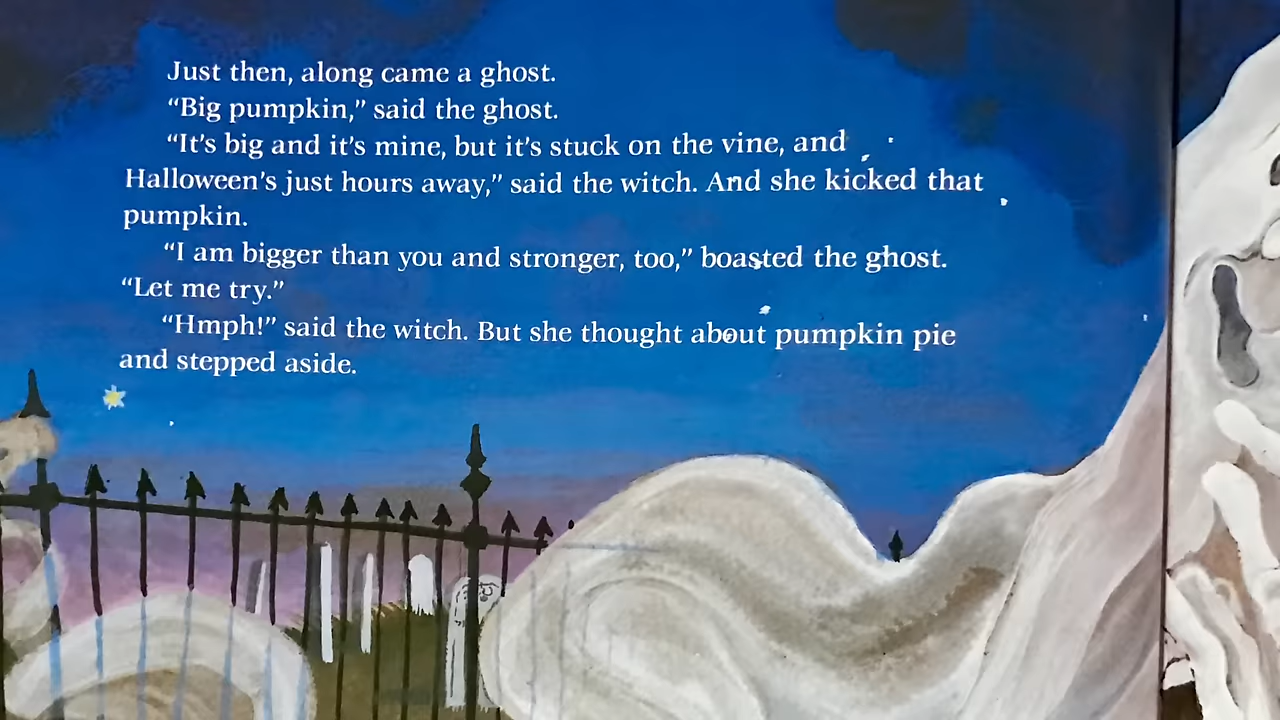 Just then, along came a ghost.
“Big pumpkin,” said the ghost.
“It’s big and it’s mine, but it’s stuck on the vine, and
Halloween’s just hours away,” said the witch. And she kicked that
pumpkin.
“I am bigger than you and stronger, too,” boasted the ghost.
“Let me try.”
“Hmph!” said the witch. But she thought about pumpkin pie
and stepped aside.